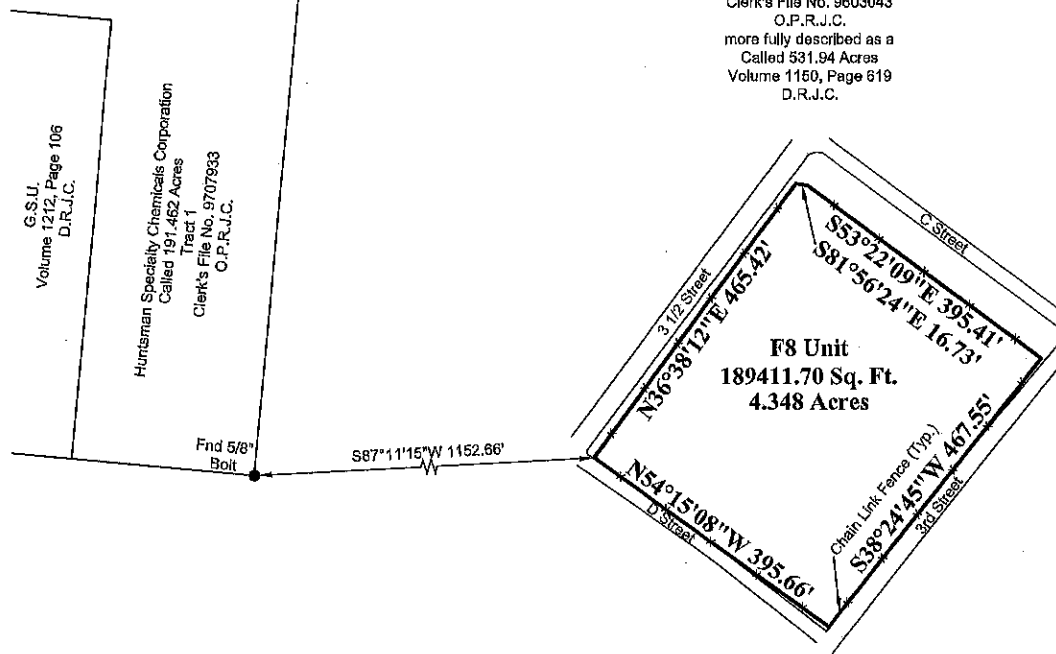 Clerk's File No. 9603043
O.P.R.J.C.
more fully described as a
Called 531.94 Acres
Volume 1150, Page 619
D.R.J.C.
G.S.U.
Volume 1212, Page 106
D.R.J.C.
Huntsman Specialty Chemicals Corporation
Called 191.462 Acres
Tract 1
Clerk's File No. 9707933
O.P.R.J.C.
Fnd 5/8"
Bolt
S87°11'15"W 1152.66'
3 1/2 Street
N36°38'12"E 465.42'
C Street
S53°22'09"E 395.41'
S81°56'24"E 16.73'
F8 Unit
189411.70 Sq. Ft.
4.348 Acres
Chain Link Fence (Typ.)
S38°24'45"W 467.55'
3rd Street
N54°15'08"W 395.66'
D Street